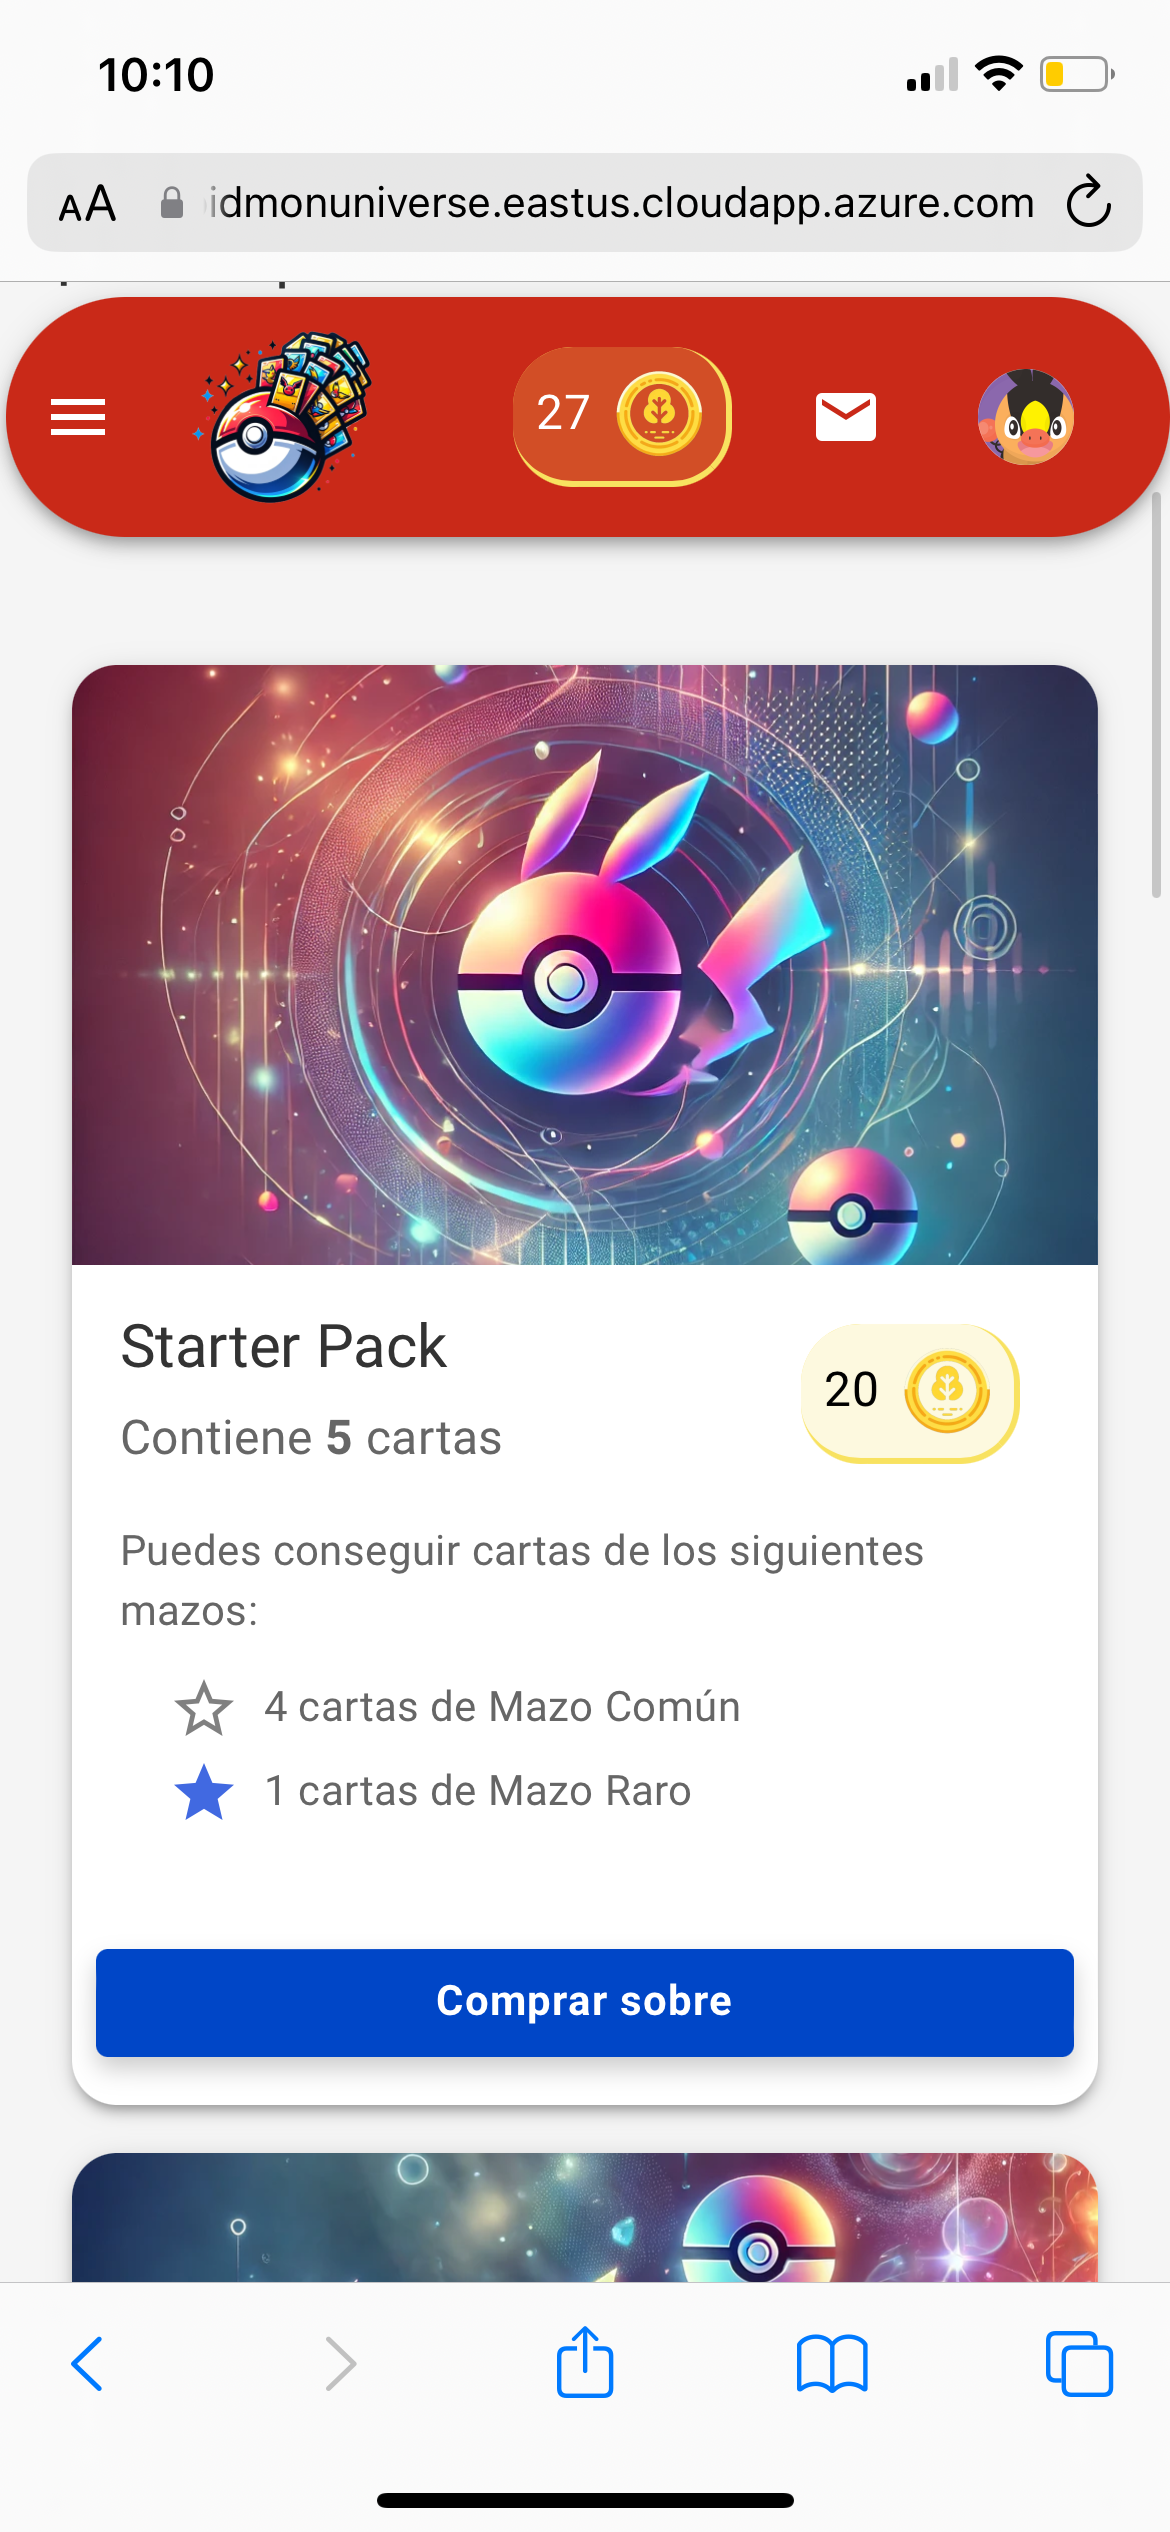 10:10
AA idmonuniverse.eastus.cloudapp.azure.com
27
Starter Pack
20
Contiene 5 cartas
Puedes conseguir cartas de los siguientes
mazos:
4 cartas de Mazo Común
1 cartas de Mazo Raro
Comprar sobre